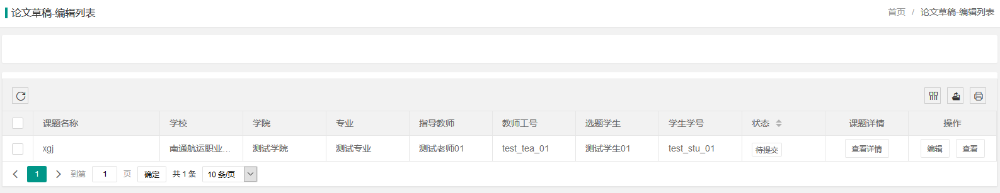 论文草稿-编辑列表 首页 / 论文草稿-编辑列表
课题名称 学校 学院 专业 指导教师 教师工号 选题学生 学生学号 状态 课题详情 操作
xgj 南通航运职业... 测试学院 测试专业 测试老师01 test_tea_01 测试学生01 test_stu_01 待提交 查看详情 编辑 查看
1 到第 1 页 确定 共 1 条 10 条/页